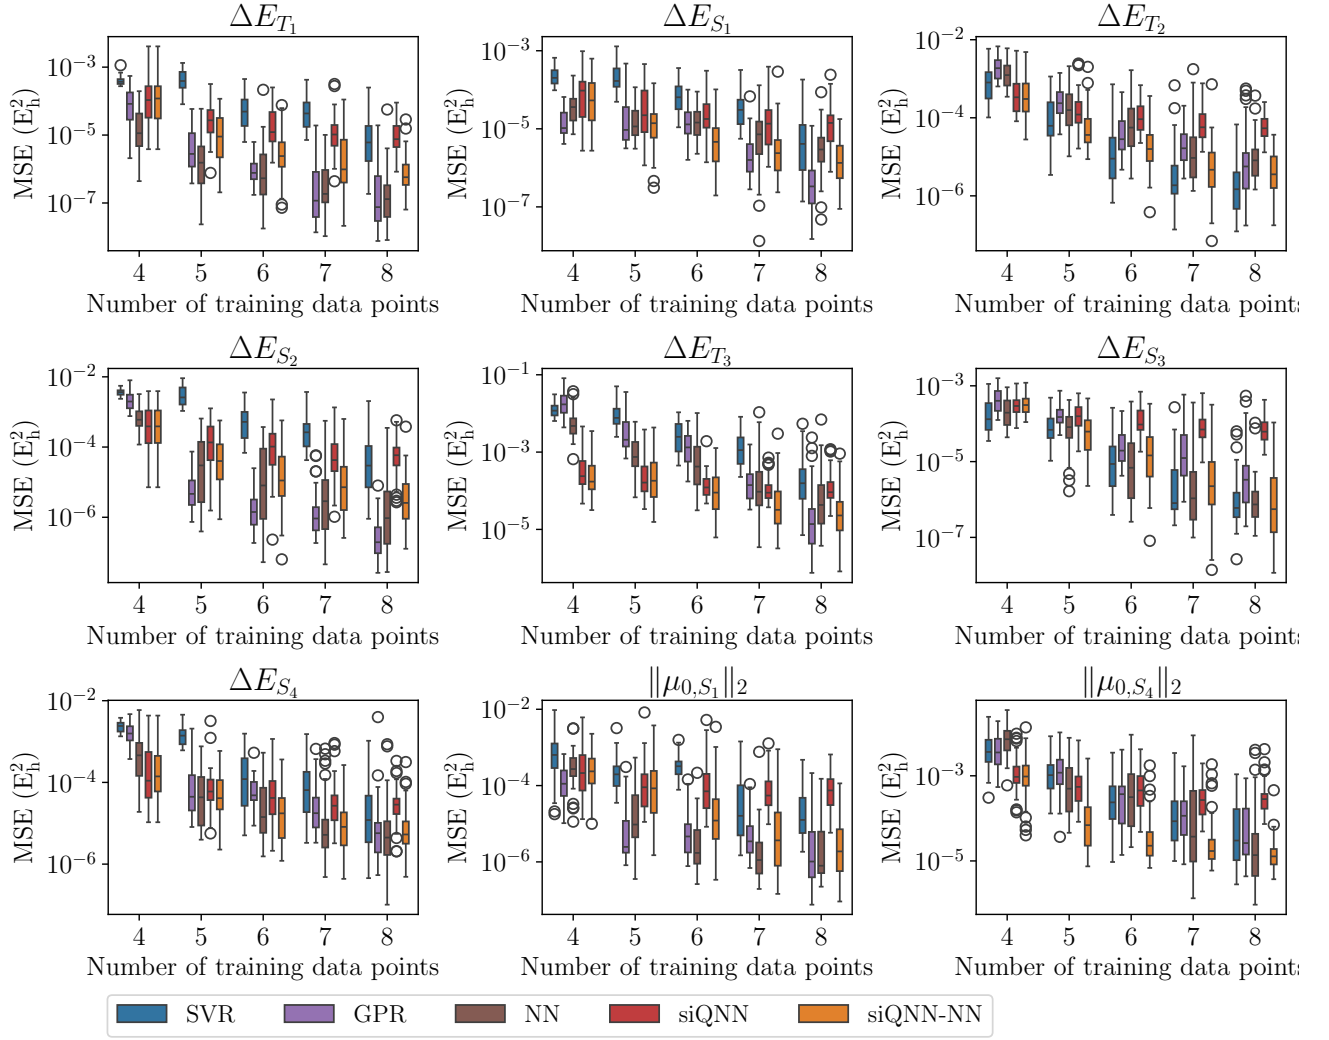 ΔE_{T_1}
MSE (E_h^2)
10^{-3}
10^{-5}
10^{-7}
4 5 6 7 8
Number of training data points
ΔE_{S_1}
MSE (E_h^2)
10^{-3}
10^{-5}
10^{-7}
4 5 6 7 8
Number of training data points
ΔE_{T_2}
MSE (E_h^2)
10^{-2}
10^{-4}
10^{-6}
4 5 6 7 8
Number of training data points
ΔE_{S_2}
MSE (E_h^2)
10^{-2}
10^{-4}
10^{-6}
4 5 6 7 8
Number of training data points
ΔE_{T_3}
MSE (E_h^2)
10^{-1}
10^{-3}
10^{-5}
4 5 6 7 8
Number of training data points
ΔE_{S_3}
MSE (E_h^2)
10^{-3}
10^{-5}
10^{-7}
4 5 6 7 8
Number of training data points
ΔE_{S_4}
MSE (E_h^2)
10^{-2}
10^{-4}
10^{-6}
4 5 6 7 8
Number of training data points
‖μ_{0,S_1}‖_2
MSE (E_h^2)
10^{-2}
10^{-4}
10^{-6}
4 5 6 7 8
Number of training data points
‖μ_{0,S_4}‖_2
MSE (E_h^2)
10^{-3}
10^{-5}
4 5 6 7 8
Number of training data points
SVR GPR NN siQNN siQNN-NN